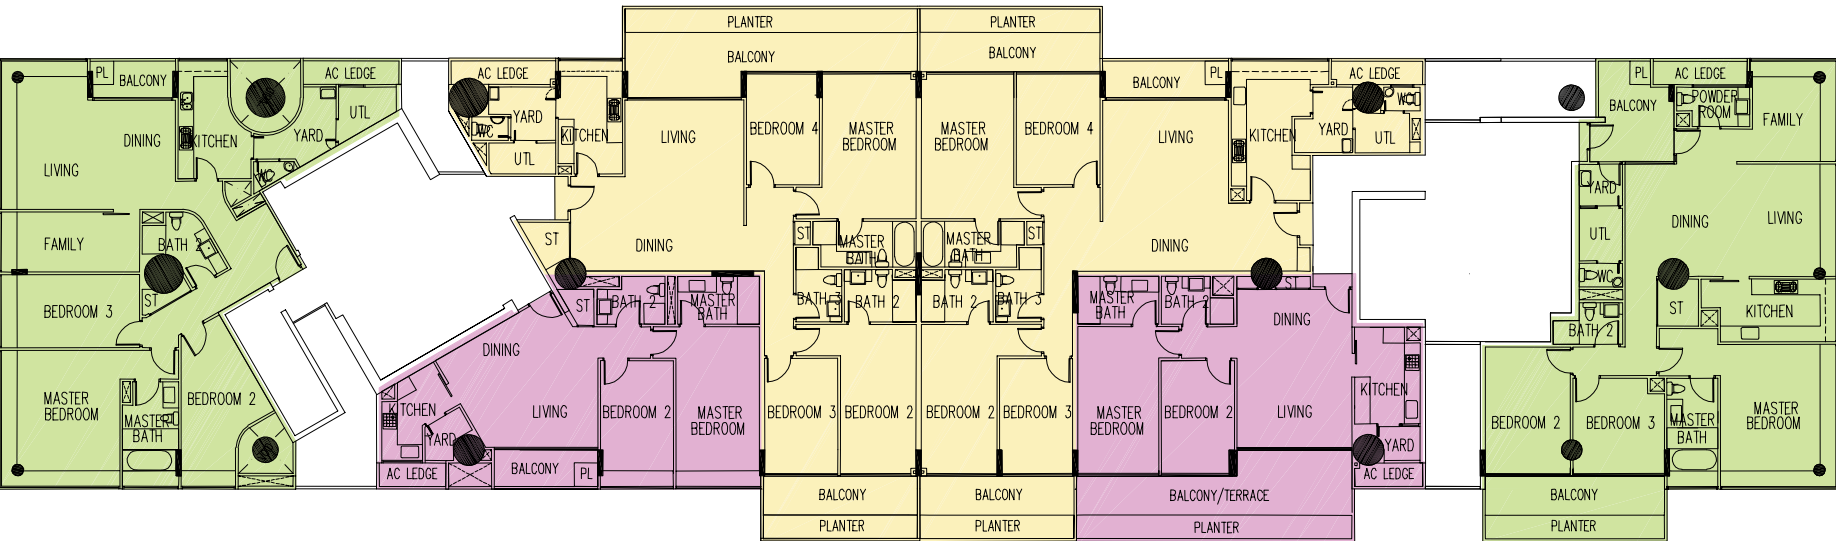 PLANTER
BALCONY
PLANTER
BALCONY
PL
BALCONY
AC LEDGE
DINING
KITCHEN
YARD
UTL
WC
LIVING
FAMILY
BATH 2
ST
BEDROOM 3
MASTER
BEDROOM
MASTER
BATH
BEDROOM 2
AC LEDGE
YARD
WC
UTL
KITCHEN
LIVING
BEDROOM 4
MASTER
BEDROOM
ST
DINING
ST
MASTER
BATH
BATH 3
BATH 2
BEDROOM 3
BEDROOM 2
BALCONY
PLANTER
ST
BATH 2
MASTER
BATH
DINING
LIVING
KITCHEN
YARD
BEDROOM 2
MASTER
BEDROOM
AC LEDGE
BALCONY
PL
MASTER
BEDROOM
BEDROOM 4
BALCONY
PL
AC LEDGE
LIVING
KITCHEN
YARD
WC
UTL
MASTER
BATH
ST
DINING
BATH 2
BATH 3
BEDROOM 2
BEDROOM 3
BALCONY
PLANTER
MASTER
BATH
BATH 2
ST
DINING
MASTER
BEDROOM
BEDROOM 2
LIVING
KITCHEN
YARD
AC LEDGE
BALCONY/TERRACE
PLANTER
PL
BALCONY
AC LEDGE
POWDER
ROOM
FAMILY
YARD
UTL
WC
BATH 2
DINING
LIVING
ST
KITCHEN
BEDROOM 2
BEDROOM 3
MASTER
BATH
MASTER
BEDROOM
BALCONY
PLANTER